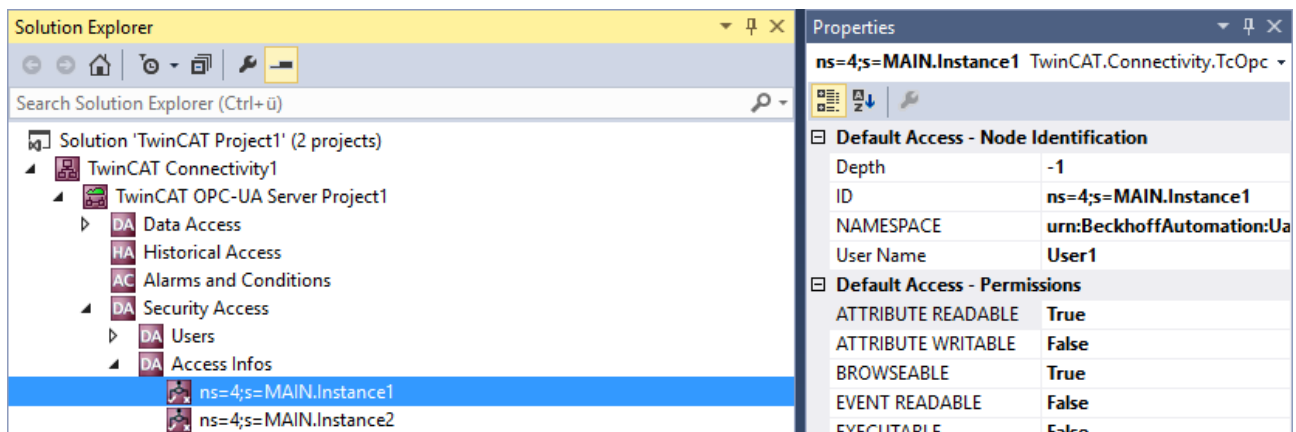 Solution Explorer
Search Solution Explorer (Ctrl+ü)
Solution 'TwinCAT Project1' (2 projects)
TwinCAT Connectivity1
TwinCAT OPC-UA Server Project1
DA Data Access
HA Historical Access
AC Alarms and Conditions
DA Security Access
DA Users
DA Access Infos
ns=4;s=MAIN.Instance1
ns=4;s=MAIN.Instance2
Properties
ns=4;s=MAIN.Instance1 TwinCAT.Connectivity.TcOpc
Default Access - Node Identification
Depth -1
ID ns=4;s=MAIN.Instance1
NAMESPACE urn:BeckhoffAutomation:Ua
User Name User1
Default Access - Permissions
ATTRIBUTE READABLE True
ATTRIBUTE WRITABLE False
BROWSEABLE True
EVENT READABLE False
EXECUTABLE False